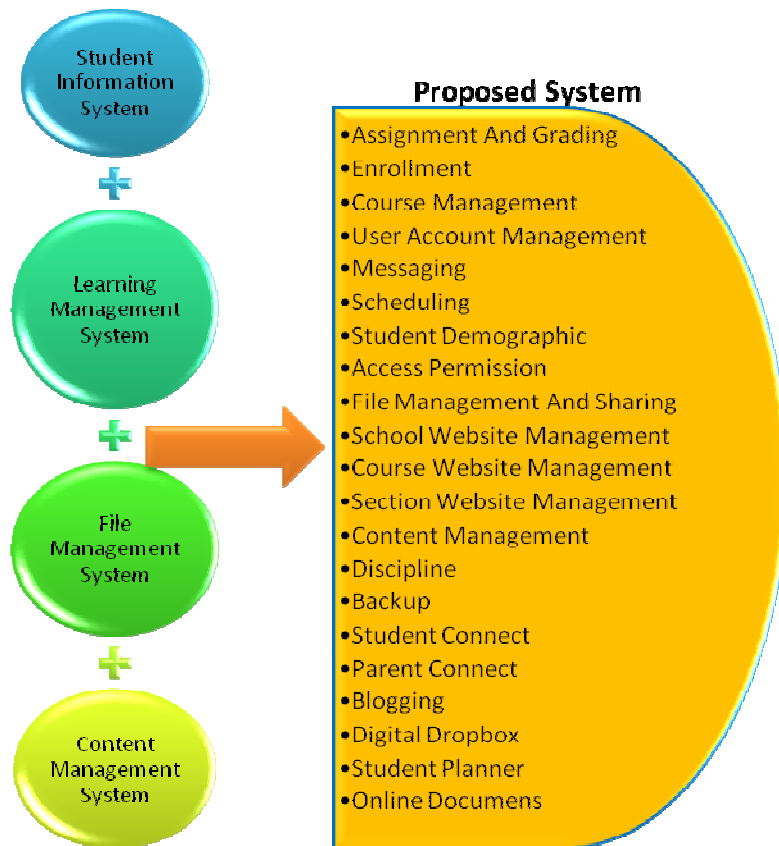 Student
Information
System
Learning
Management
System
File
Management
System
Content
Management
System
Proposed System
•Assignment And Grading
•Enrollment
•Course Management
•User Account Management
•Messaging
•Scheduling
•Student Demographic
•Access Permission
•File Management And Sharing
•School Website Management
•Course Website Management
•Section Website Management
•Content Management
•Discipline
•Backup
•Student Connect
•Parent Connect
•Blogging
•Digital Dropbox
•Student Planner
•Online Documens